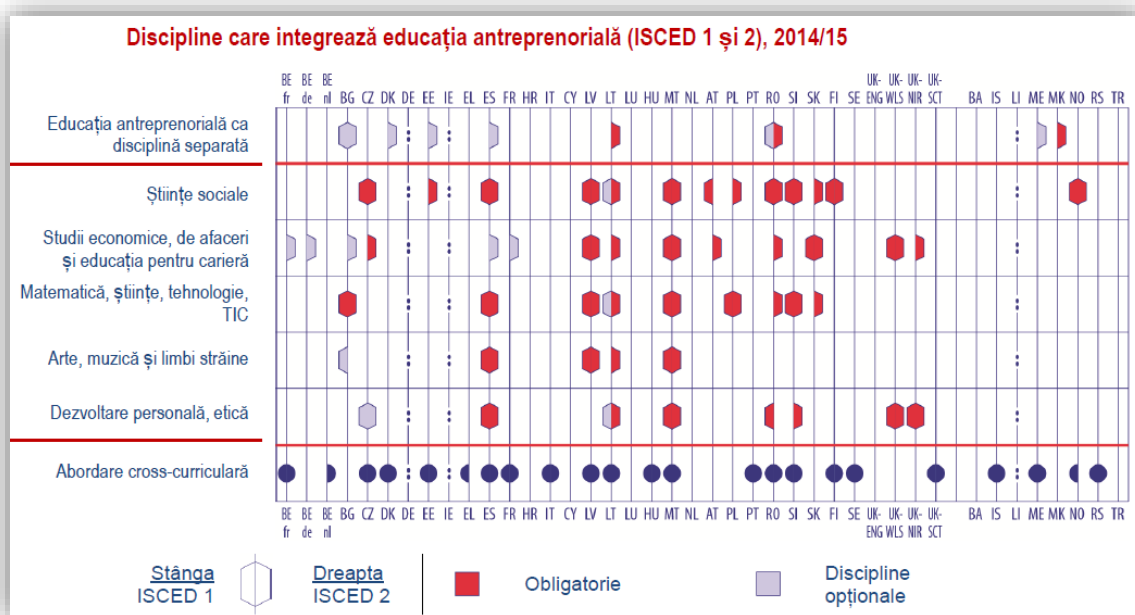 Discipline care integrează educația antreprenorială (ISCED 1 și 2), 2014/15
BE BE BE UK- UK- UK- UK-
fr de nl BG CZ DK DE EE IE EL ES FR HR IT CY LV LT LU HU MT NL AT PL PT RO SI SK FI SE ENG WLS NIR SCT BA IS LI ME MK NO RS TR
Educația antreprenorială ca
disciplină separată
Științe sociale
Studii economice, de afaceri
și educația pentru carieră
Matematică, științe, tehnologie,
TIC
Arte, muzică și limbi străine
Dezvoltare personală, etică
Abordare cross-curriculară
BE BE BE BG CZ DK DE EE IE EL ES FR HR IT CY LV LT LU HU MT NL AT PL PT RO SI SK FI SE UK- UK- UK- UK- BA IS LI ME MK NO RS TR
fr de nl ENG WLS NIR SCT
Stânga Dreapta
ISCED 1 ISCED 2
Obligatorie
Discipline
opționale